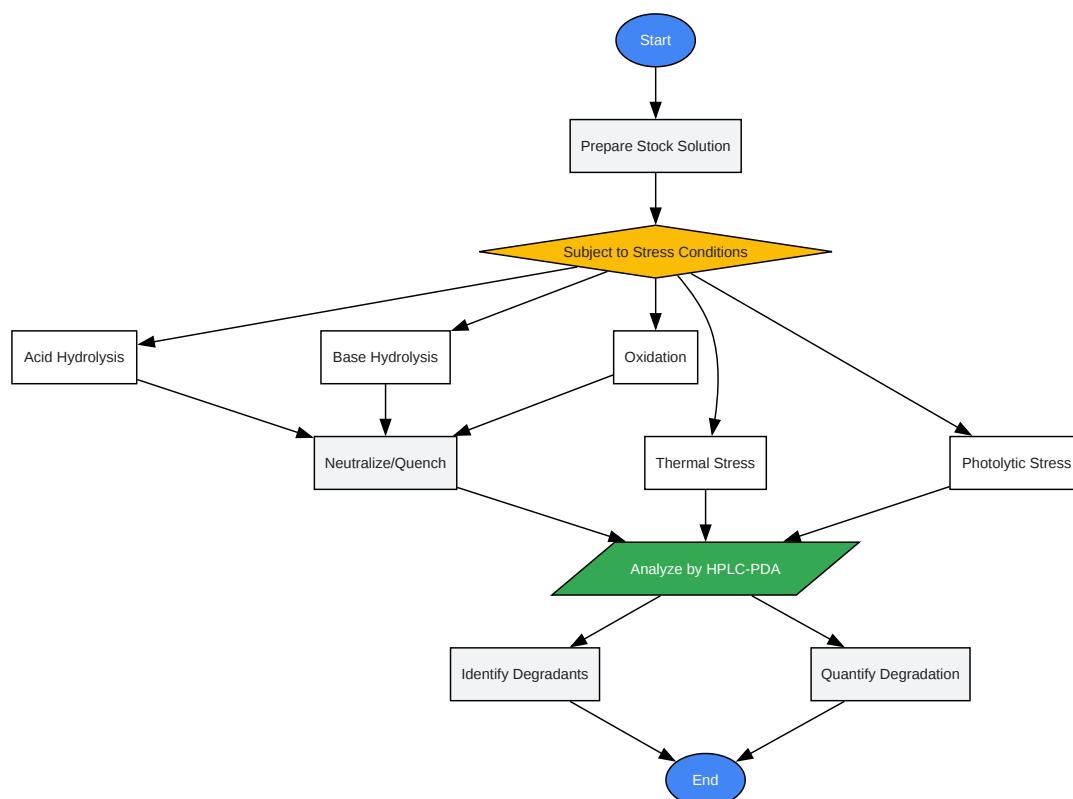 Start
Prepare Stock Solution
Subject to Stress Conditions
Acid Hydrolysis
Base Hydrolysis
Oxidation
Neutralize/Quench
Thermal Stress
Photolytic Stress
Analyze by HPLC-PDA
Identify Degradants
Quantify Degradation
End